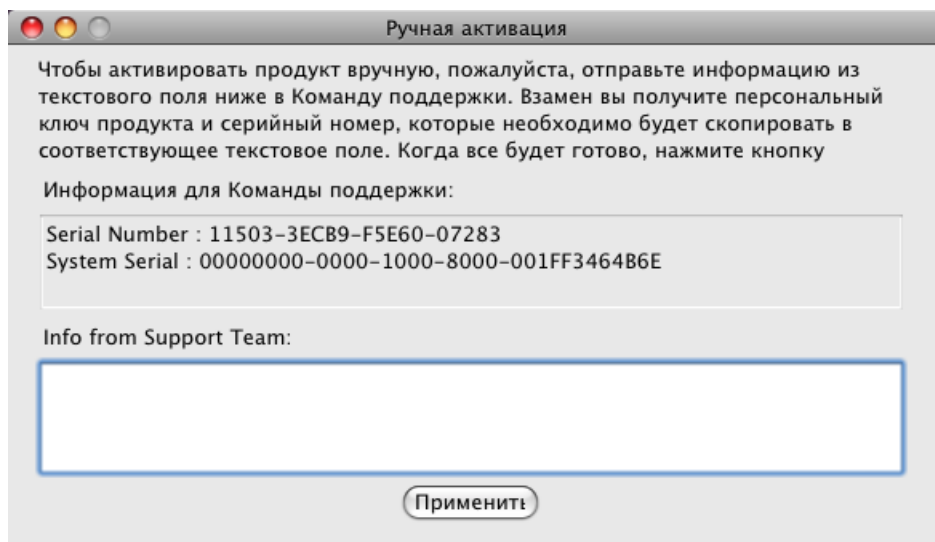 Ручная активация
Чтобы активировать продукт вручную, пожалуйста, отправьте информацию из
текстового поля ниже в Команду поддержки. Взамен вы получите персональный
ключ продукта и серийный номер, которые необходимо будет скопировать в
соответствующее текстовое поле. Когда все будет готово, нажмите кнопку
Информация для Команды поддержки:
Serial Number : 11503-3ECB9-F5E60-07283
System Serial : 00000000-0000-1000-8000-001FF3464B6E
Info from Support Team:
Применить